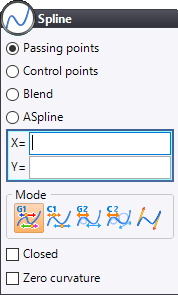 Spline
Passing points
Control points
Blend
ASpline
X=
Y=
Mode
G1 C1 G2 C2
Closed
Zero curvature